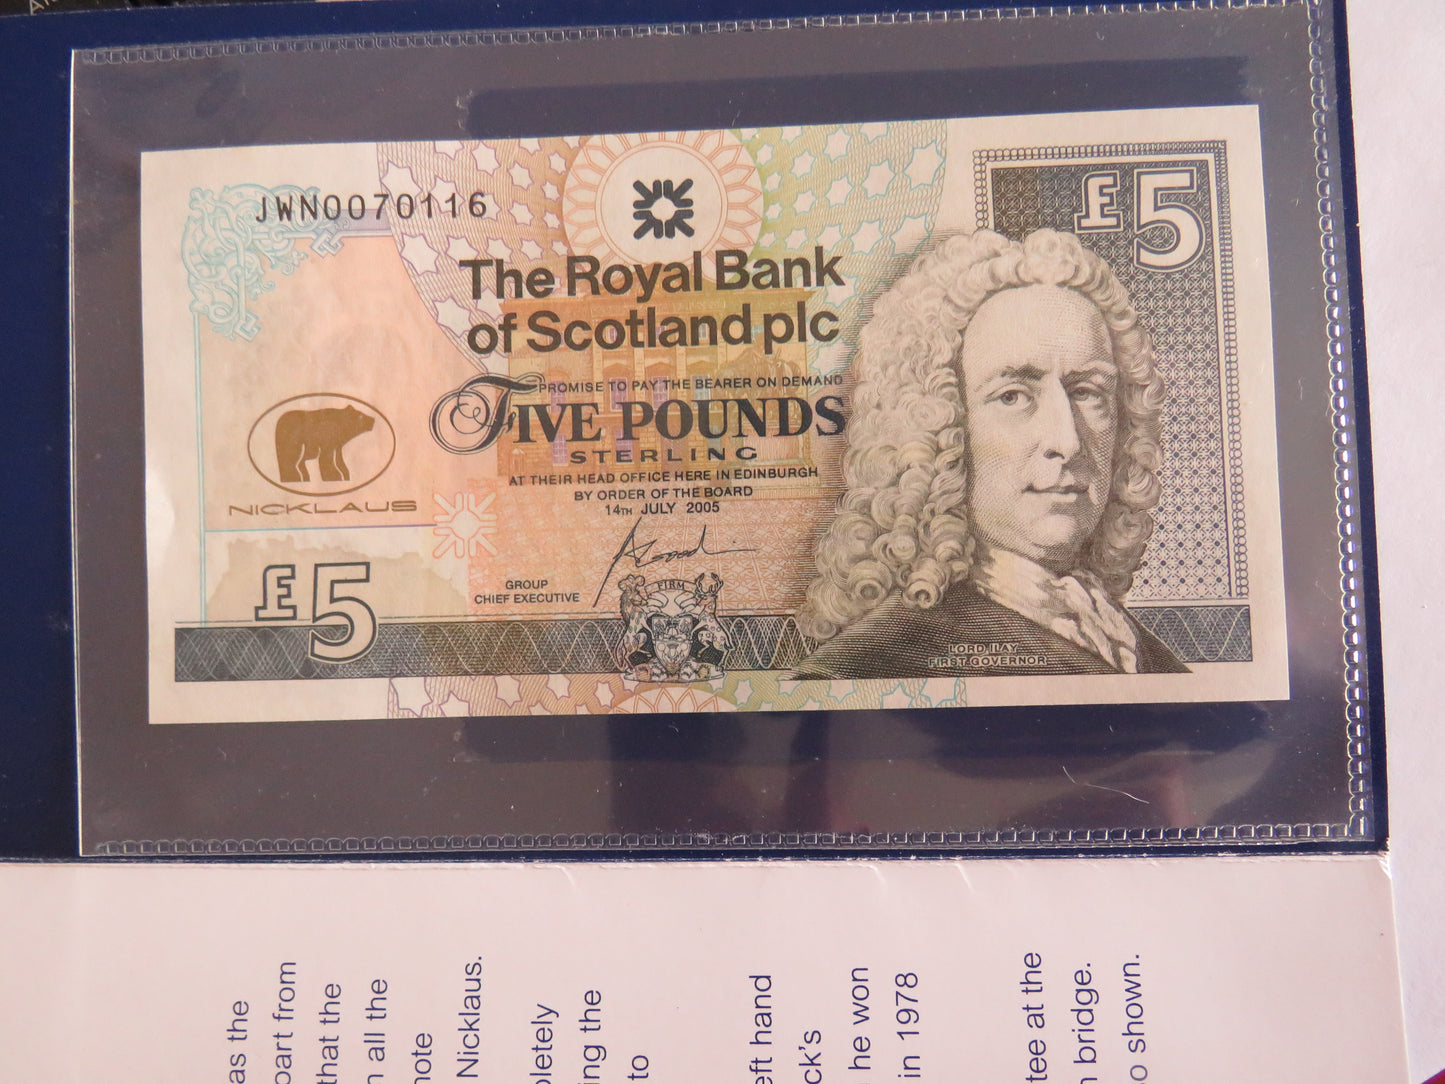 JWN0070116
£5
The Royal Bank
of Scotland plc
PROMISE TO PAY THE BEARER ON DEMAND
FIVE POUNDS
STERLING
AT THEIR HEAD OFFICE HERE IN EDINBURGH
BY ORDER OF THE BOARD
14TH JULY 2005
NICKLAUS
£5
GROUP
CHIEF EXECUTIVE
FIRM
LORD ILAY
FIRST GOVERNOR
as the
part from
that the
n all the
note
Nicklaus.
pletely
ing the
to
eft hand
ck's
he won
in 1978
tee at the
n bridge.
o shown.